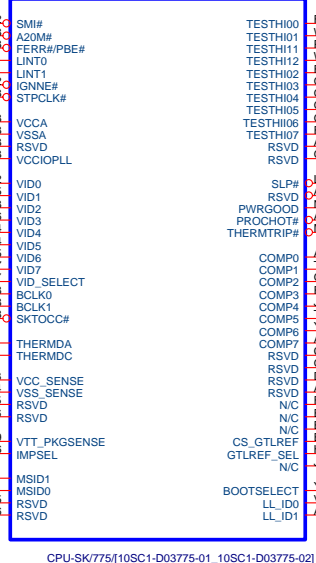 SMI# TESTHI00
A20M# TESTHI01
FERR#/PBE# TESTHI11
LINT0 TESTHI12
LINT1 TESTHI02
IGNNE# TESTHI03
STPCLK# TESTHI04
TESTHI05
VCCA TESTHII06
VSSA TESTHI07
RSVD RSVD
VCCIOPLL RSVD
VID0 SLP#
VID1 RSVD
VID2 PWRGOOD
VID3 PROCHOT#
VID4 THERMTRIP#
VID5
VID6 COMP0
VID7 COMP1
VID_SELECT COMP2
BCLK0 COMP3
BCLK1 COMP4
SKTOCC# COMP5
COMP6
THERMDA COMP7
THERMDC RSVD
RSVD
VCC_SENSE RSVD
VSS_SENSE RSVD
RSVD N/C
RSVD N/C
N/C
VTT_PKGSENSE CS_GTLREF
IMPSEL GTLREF_SEL
N/C
MSID1
MSID0 BOOTSELECT
RSVD LL_ID0
RSVD LL_ID1
CPU-SK/775/[10SC1-D03775-01_10SC1-D03775-02]